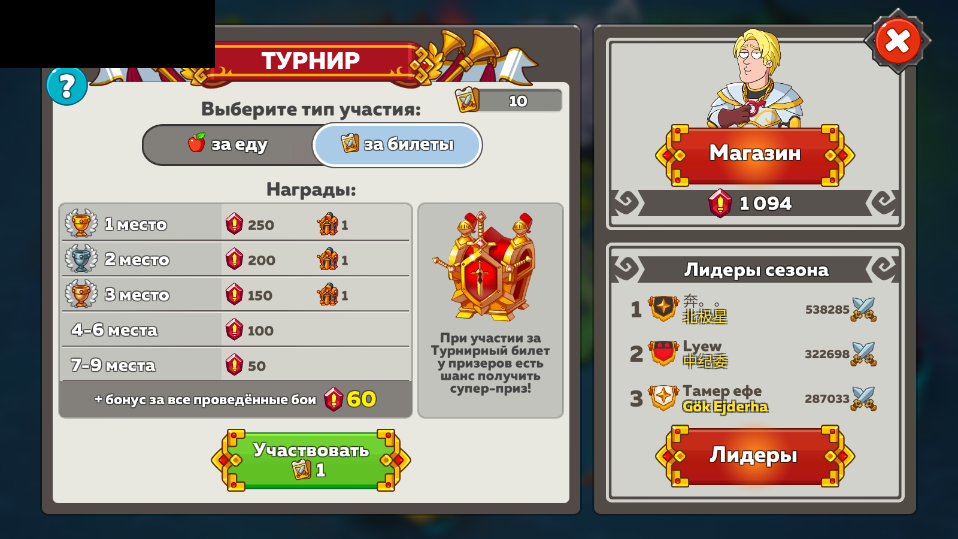 ТУРНИР
?
Выберите тип участия:
10
за еду
за билеты
Награды:
1 место 250 1
2 место 200 1
3 место 150 1
4-6 места 100
7-9 места 50
+ бонус за все проведённые бои 60
При участии за
Турнирный билет
у призеров есть
шанс получить
супер-приз!
Участвовать
1
Магазин
1 094
Лидеры сезона
1 奔。。 538285
北极星
2 Lyew 322698
中纪委
3 Тамер ефе 287033
Gök Ejderha
Лидеры